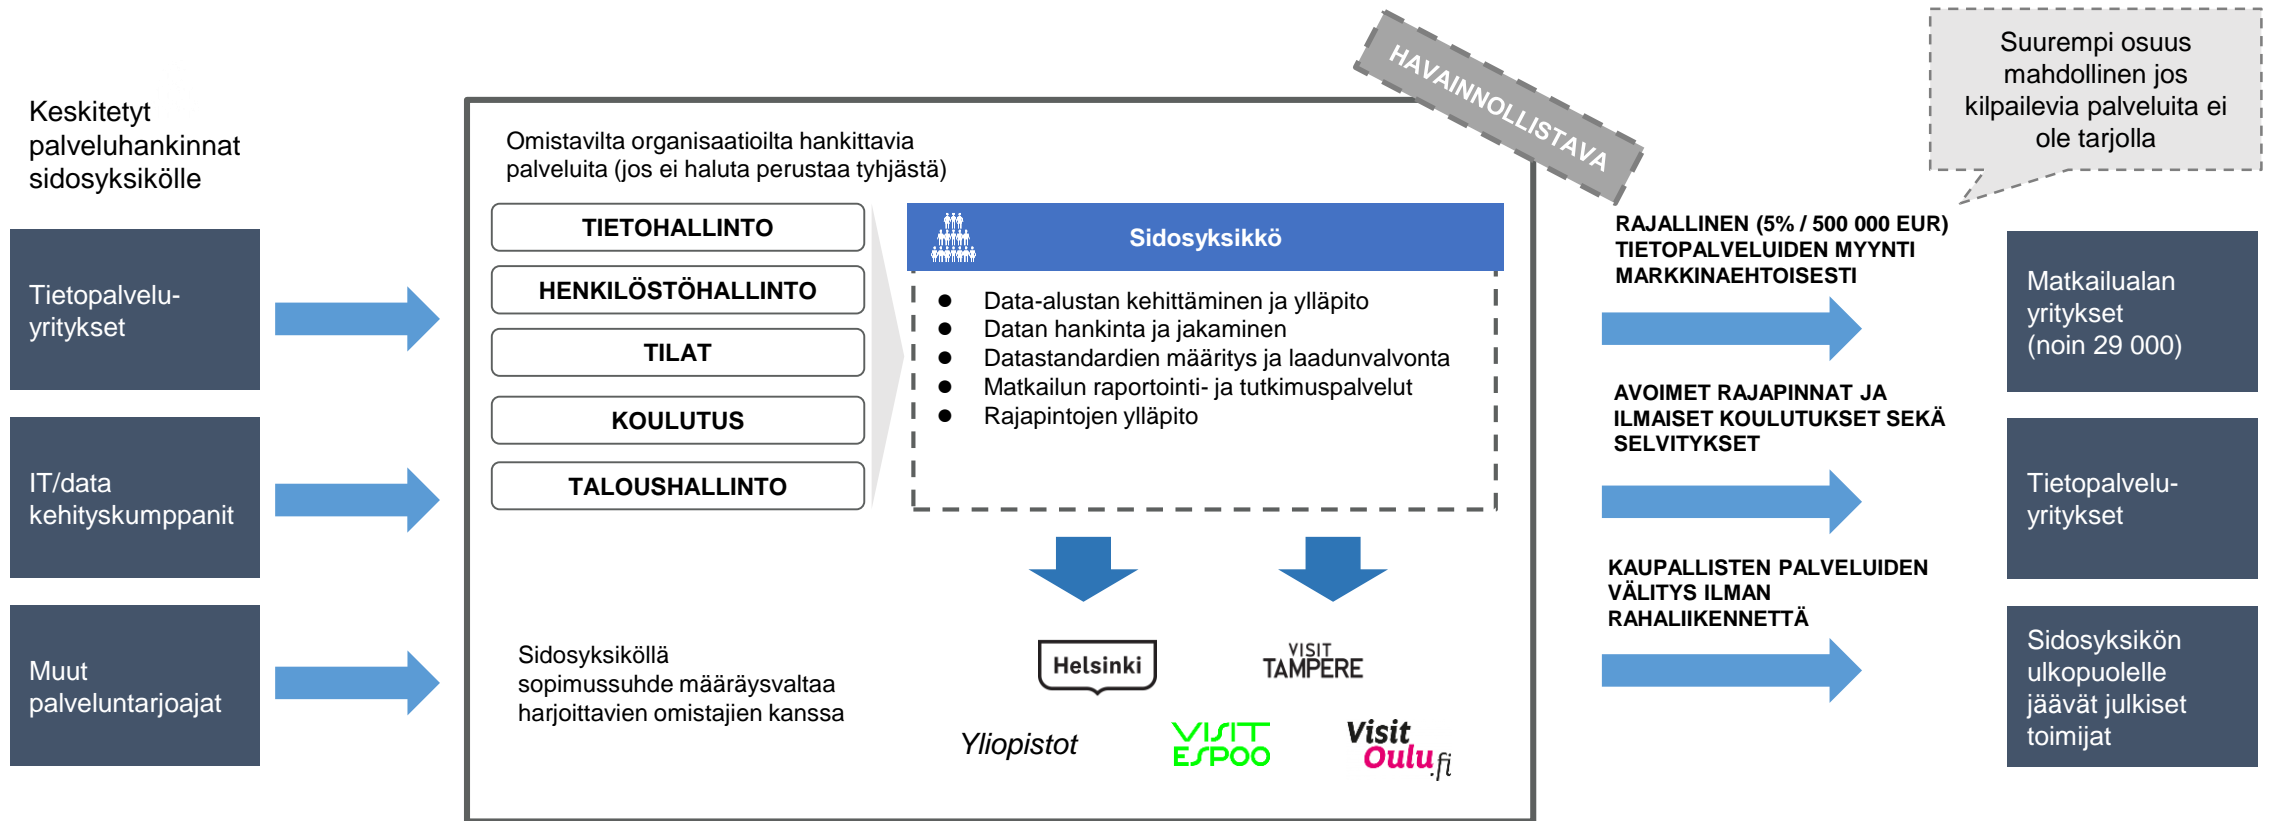 Keskitetyt
palveluhankinnat
sidosyksikölle
Tietopalvelu-
yritykset
IT/data
kehityskumppanit
Muut
palveluntarjoajat
Omistavilta organisaatioilta hankittavia
palveluita (jos ei haluta perustaa tyhjästä)
TIETOHALLINTO
HENKILÖSTÖHALLINTO
TILAT
KOULUTUS
TALOUSHALLINTO
Sidosyksikkö
● Data-alustan kehittäminen ja ylläpito
● Datan hankinta ja jakaminen
● Datastandardien määritys ja laadunvalvonta
● Matkailun raportointi- ja tutkimuspalvelut
● Rajapintojen ylläpito
Sidosyksiköllä
sopimussuhde määräysvaltaa
harjoittavien omistajien kanssa
Helsinki
VISIT
TAMPERE
Yliopistot
VISIT
ESPOO
Visit
Oulu.fi
HAVAINNOLLISTAVA
Suurempi osuus
mahdollinen jos
kilpailevia palveluita ei
ole tarjolla
RAJALLINEN (5% / 500 000 EUR)
TIETOPALVELUIDEN MYYNTI
MARKKINAEHTOISESTI
AVOIMET RAJAPINNAT JA
ILMAISET KOULUTUKSET SEKÄ
SELVITYKSET
KAUPALLISTEN PALVELUIDEN
VÄLITYS ILMAN
RAHALIIKENNETTÄ
Matkailualan
yritykset
(noin 29 000)
Tietopalvelu-
yritykset
Sidosyksikön
ulkopuolelle
jäävät julkiset
toimijat